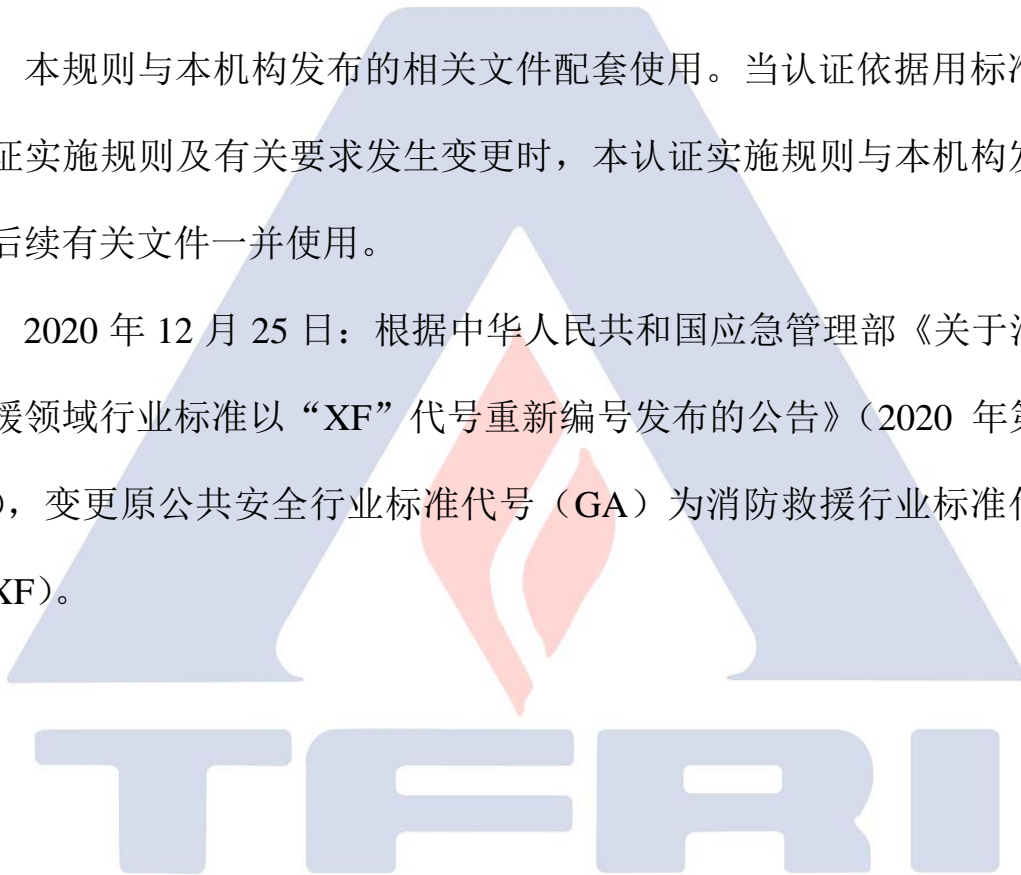 本规则与本机构发布的相关文件配套使用。当认证依据用标准
证实施规则及有关要求发生变更时，本认证实施规则与本机构发
后续有关文件一并使用。
2020 年 12 月 25 日：根据中华人民共和国应急管理部《关于消
援领域行业标准以“XF”代号重新编号发布的公告》（2020 年第
），变更原公共安全行业标准代号（GA）为消防救援行业标准代
XF）。
TFRI